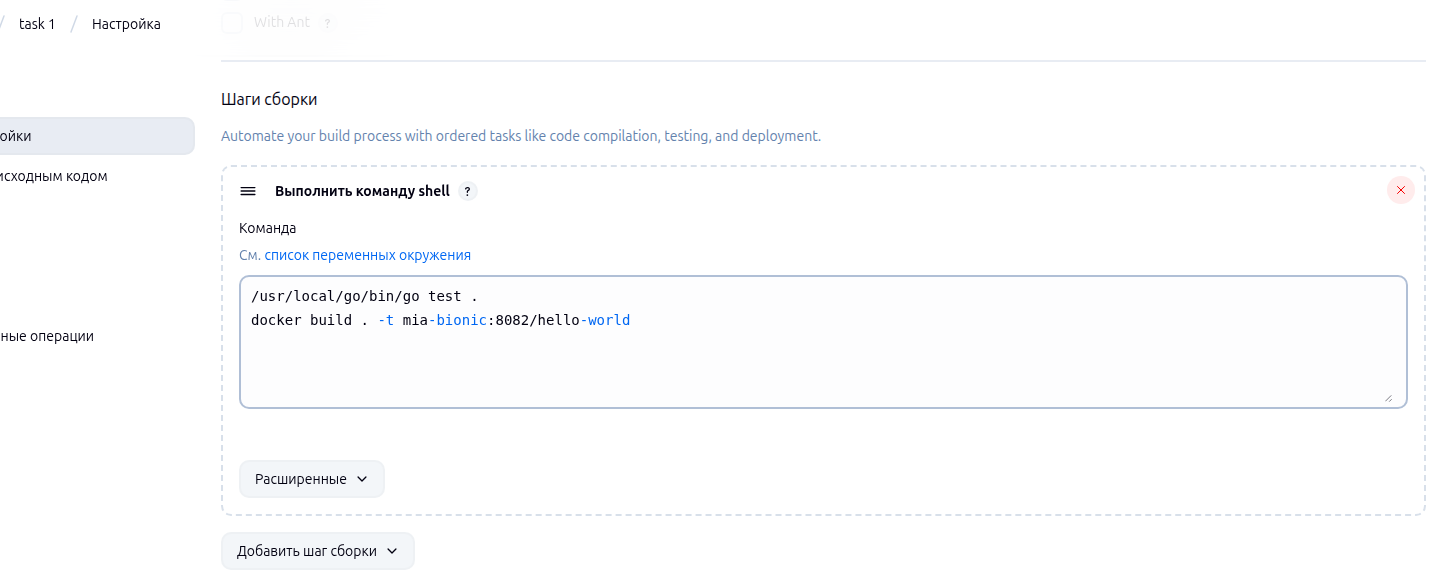 / task 1 / Настройка
With Ant ?
Шаги сборки
ойки
Automate your build process with ordered tasks like code compilation, testing, and deployment.
исходным кодом
Выполнить команду shell ?
Команда
См. список переменных окружения
/usr/local/go/bin/go test .
docker build . -t mia-bionic:8082/hello-world
ные операции
Расширенные
Добавить шаг сборки